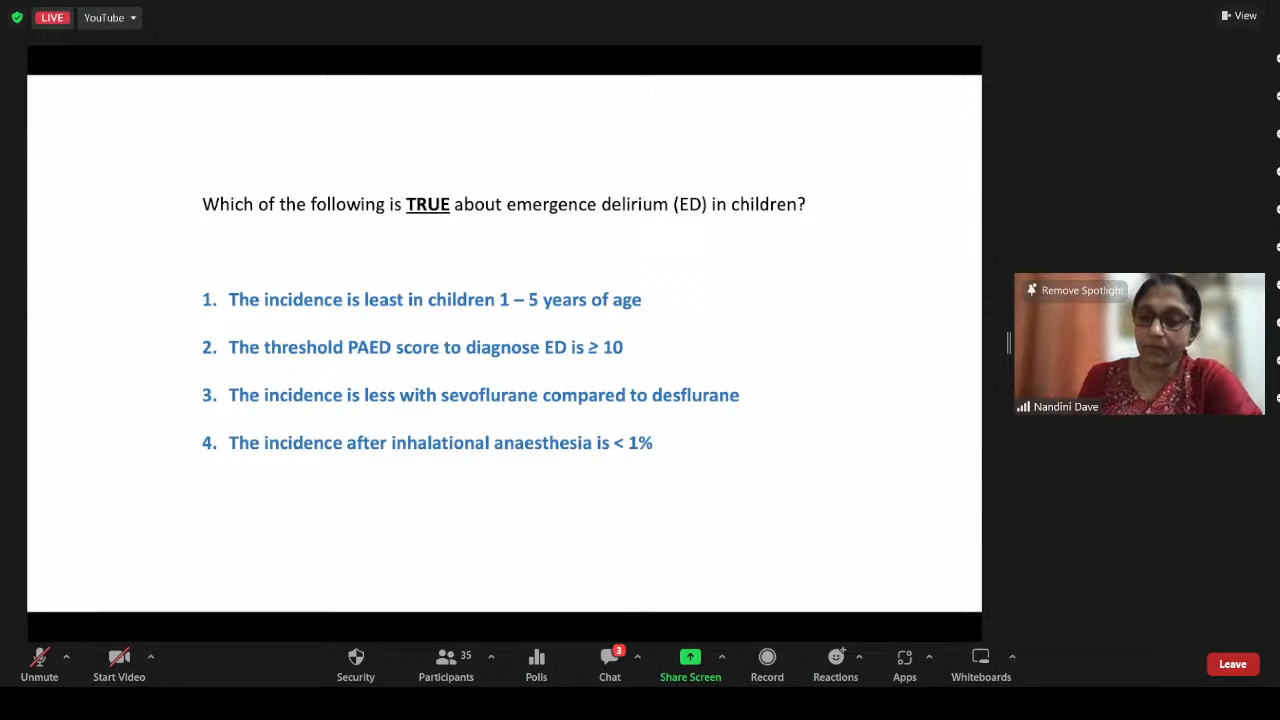 LIVE
YouTube
View
Which of the following is TRUE about emergence delirium (ED) in children?
1. The incidence is least in children 1 – 5 years of age
2. The threshold PAED score to diagnose ED is ≥ 10
3. The incidence is less with sevoflurane compared to desflurane
4. The incidence after inhalational anaesthesia is < 1%
Remove Spotlight
Nandini Dave
35
3
Unmute
Start Video
Security
Participants
Polls
Chat
Share Screen
Record
Reactions
Apps
Whiteboards
Leave